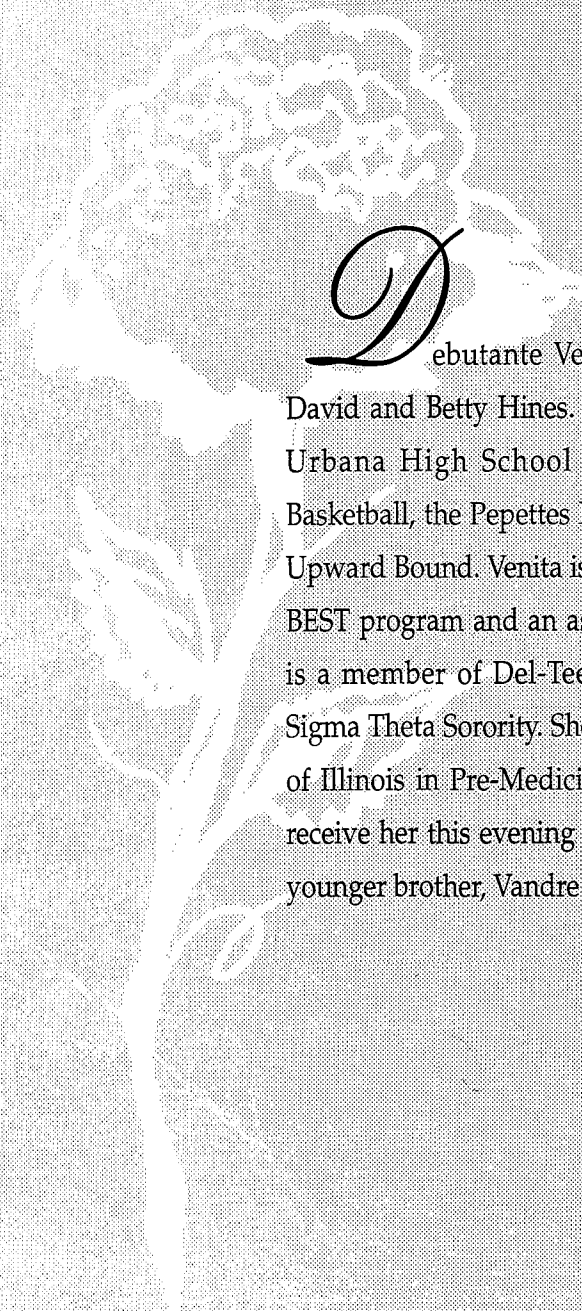 Debutante Ve
David and Betty Hines.
Urbana High School
Basketball, the Pepettes
Upward Bound. Venita is
BEST program and an as
is a member of Del-Tee
Sigma Theta Sorority. Sh
of Illinois in Pre-Medici
receive her this evening
younger brother, Vandre